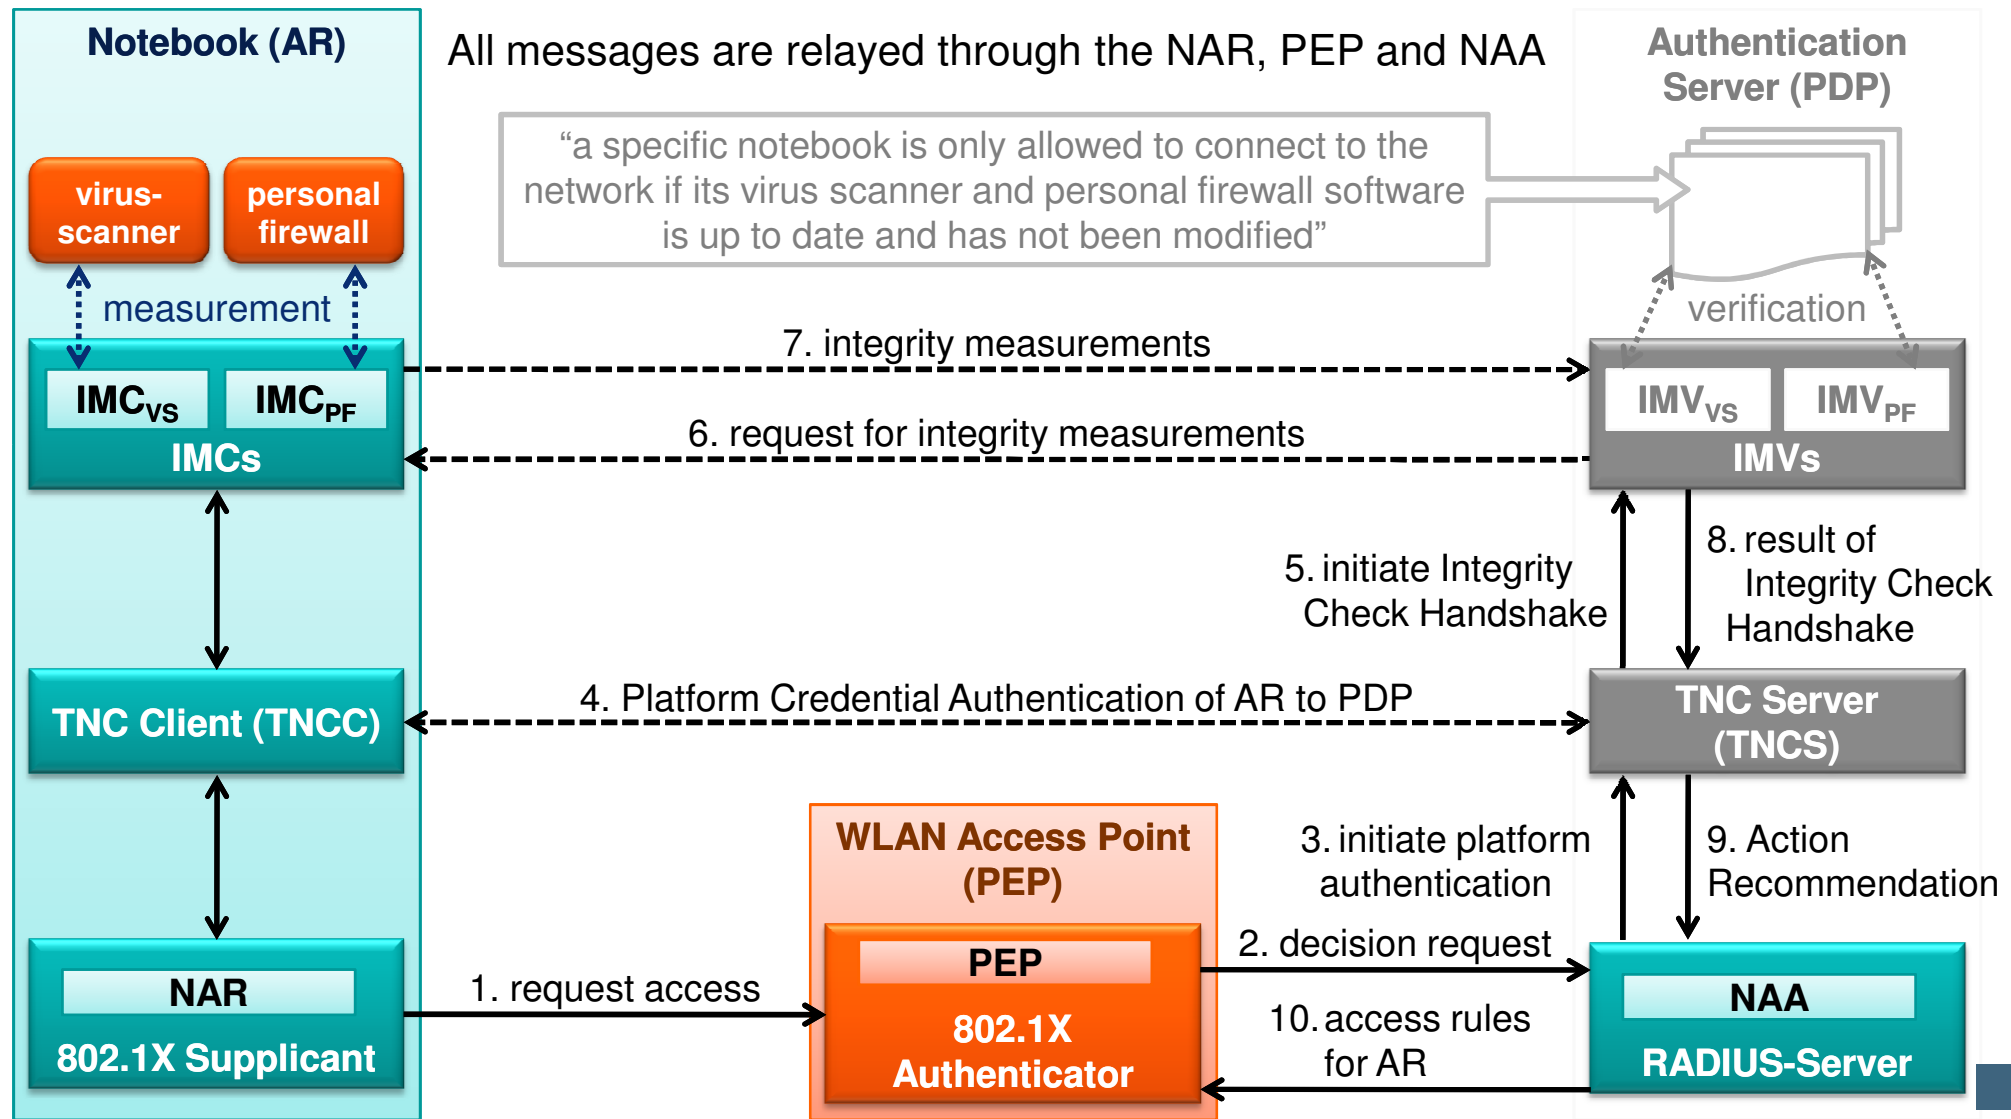 Notebook (AR)
All messages are relayed through the NAR, PEP and NAA
Authentication
Server (PDP)
“a specific notebook is only allowed to connect to the
network if its virus scanner and personal firewall software
is up to date and has not been modified”
virus-
scanner
personal
firewall
measurement
verification
7. integrity measurements
IMCVS
IMCPF
IMCs
6. request for integrity measurements
IMVVS
IMVPF
IMVs
5. initiate Integrity
Check Handshake
8. result of
Integrity Check
Handshake
TNC Client (TNCC)
4. Platform Credential Authentication of AR to PDP
TNC Server
(TNCS)
WLAN Access Point
(PEP)
3. initiate platform
authentication
9. Action
Recommendation
NAR
802.1X Supplicant
1. request access
PEP
802.1X
Authenticator
2. decision request
10. access rules
for AR
NAA
RADIUS-Server